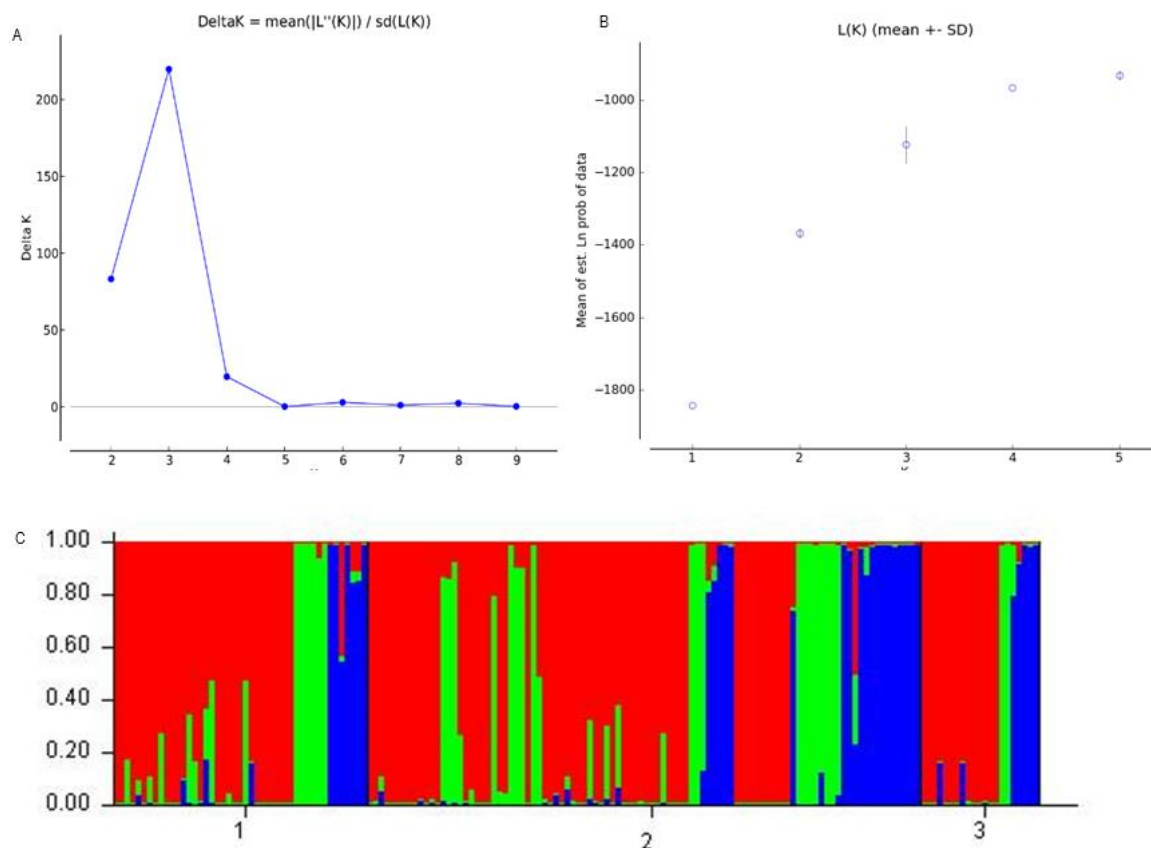 A
DeltaK = mean(|L''(K)|) / sd(L(K))
Delta K
200
150
100
50
0
2 3 4 5 6 7 8 9
B
L(K) (mean +- SD)
Mean of est. Ln prob of data
−1000
−1200
−1400
−1600
−1800
1 2 3 4 5
C
1.00
0.80
0.60
0.40
0.20
0.00
1 2 3